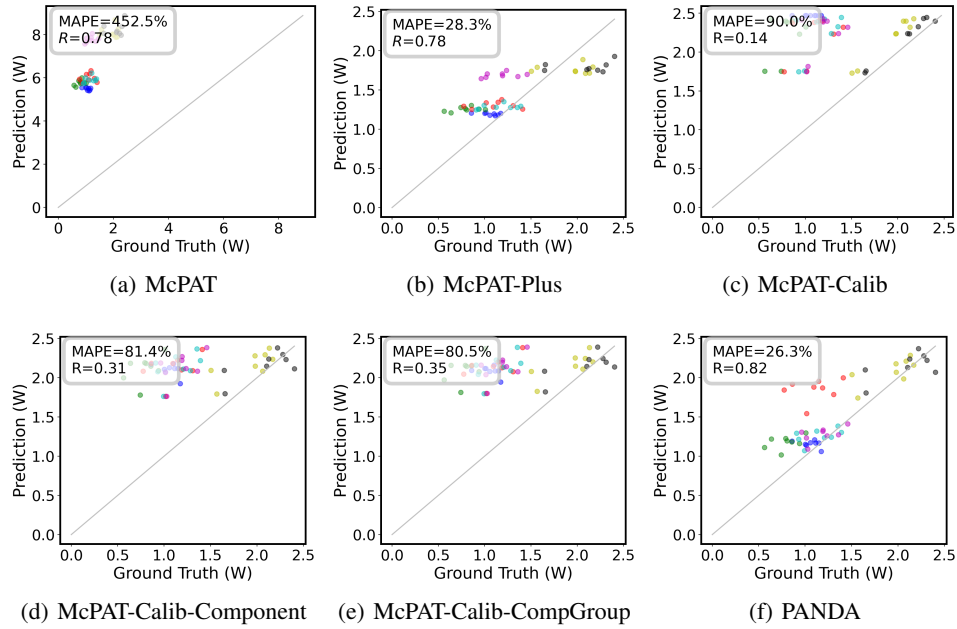 MAPE=452.5%
R=0.78
Prediction (W)
8
6
4
2
0
0 2 4 6 8
Ground Truth (W)
(a) McPAT
MAPE=28.3%
R=0.78
Prediction (W)
2.5
2.0
1.5
1.0
0.5
0.0
0.0 0.5 1.0 1.5 2.0 2.5
Ground Truth (W)
(b) McPAT-Plus
MAPE=90.0%
R=0.14
Prediction (W)
2.5
2.0
1.5
1.0
0.5
0.0
0.0 0.5 1.0 1.5 2.0 2.5
Ground Truth (W)
(c) McPAT-Calib
MAPE=81.4%
R=0.31
Prediction (W)
2.5
2.0
1.5
1.0
0.5
0.0
0.0 0.5 1.0 1.5 2.0 2.5
Ground Truth (W)
(d) McPAT-Calib-Component
MAPE=80.5%
R=0.35
Prediction (W)
2.5
2.0
1.5
1.0
0.5
0.0
0.0 0.5 1.0 1.5 2.0 2.5
Ground Truth (W)
(e) McPAT-Calib-CompGroup
MAPE=26.3%
R=0.82
Prediction (W)
2.5
2.0
1.5
1.0
0.5
0.0
0.0 0.5 1.0 1.5 2.0 2.5
Ground Truth (W)
(f) PANDA